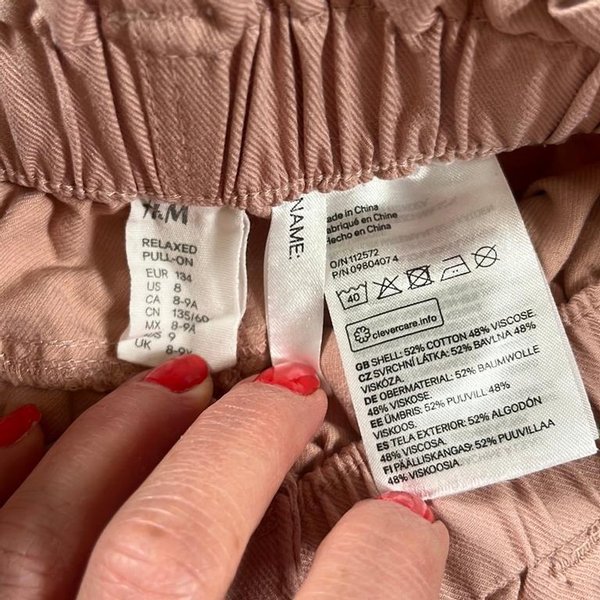 H&M
RELAXED
PULL-ON
EUR 134
US 8
CA 8-9A
CN 135/60
MX 8-9A
9
UK 8-9
NAME:
Made in China
Fabriqué en Chine
Hecho en China
O/N 112572
P/N 09804074
40
clevercare.info
GB SHELL: 52% COTTON 48% VISCOSE.
CZ SVRCHNÍ LÁTKA: 52% BAVLNA 48%
VISKÓZA.
DE OBERMATERIAL: 52% BAUMWOLLE
48% VISKOSE.
EE ÜMBRIS: 52% PUUVILL 48%
VISKOOS.
ES TELA EXTERIOR: 52% ALGODÓN
48% VISCOSA.
FI PÄÄLLISKANGAS: 52% PUUVILLAA
48% VISKOOSIA.